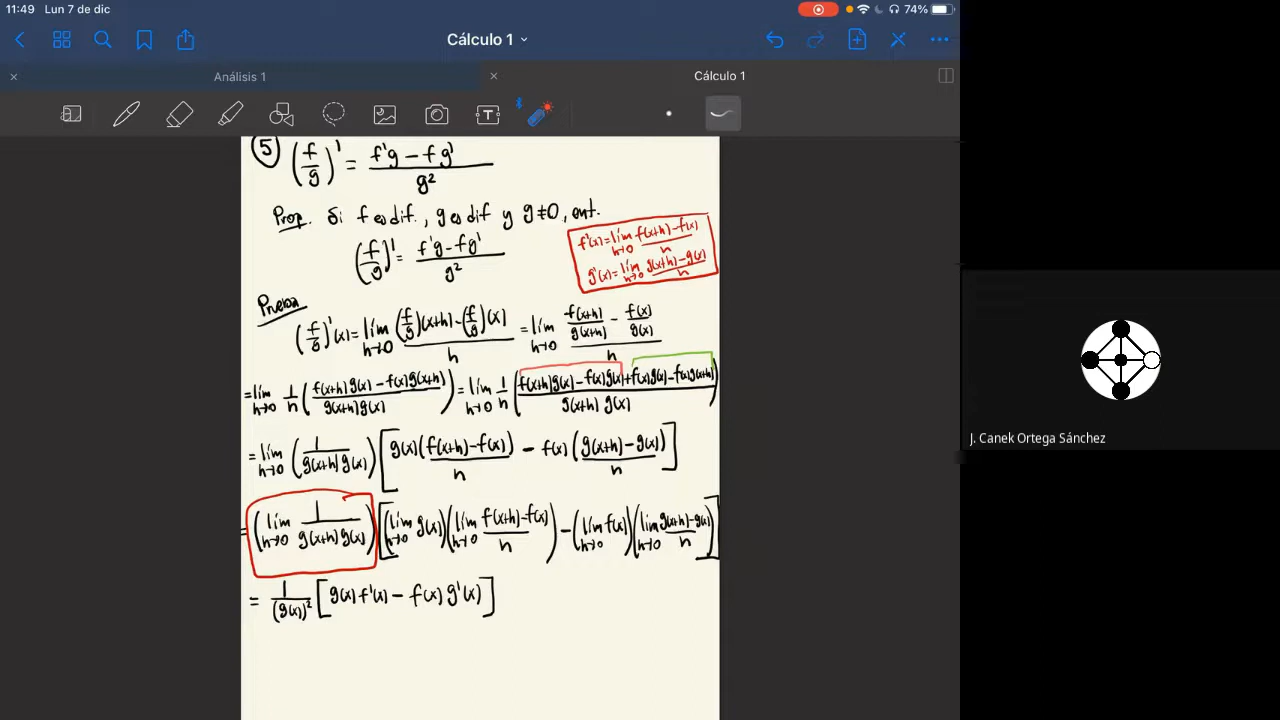 11:49 Lun 7 de dic 74%
Cálculo 1
Análisis 1 Cálculo 1
T
5 (f/g)' = (f'g - fg')/g²
Prop. Si f es dif., g es dif y g≠0, ent.
(f/g)' = (f'g - fg')/g²
f'(x) = lím h→0 (f(x+h) - f(x))/h
g'(x) = lím h→0 (g(x+h) - g(x))/h
Prueba
(f/g)'(x) = lím h→0 ((f/g)(x+h) - (f/g)(x))/h = lím h→0 (f(x+h)/g(x+h) - f(x)/g(x))/h
= lím h→0 1/h ((f(x+h)g(x) - f(x)g(x+h))/(g(x+h)g(x))) = lím h→0 1/h ((f(x+h)g(x) - f(x)g(x) + f(x)g(x) - f(x)g(x+h))/(g(x+h)g(x)))
= lím h→0 (1/(g(x+h)g(x))) [g(x)(f(x+h) - f(x))/h - f(x)(g(x+h) - g(x))/h]
= (lím h→0 1/(g(x+h)g(x))) [(lím h→0 g(x))(lím h→0 (f(x+h) - f(x))/h) - (lím h→0 f(x))(lím h→0 (g(x+h) - g(x))/h)]
= 1/(g(x))² [g(x)f'(x) - f(x)g'(x)]
J. Canek Ortega Sánchez